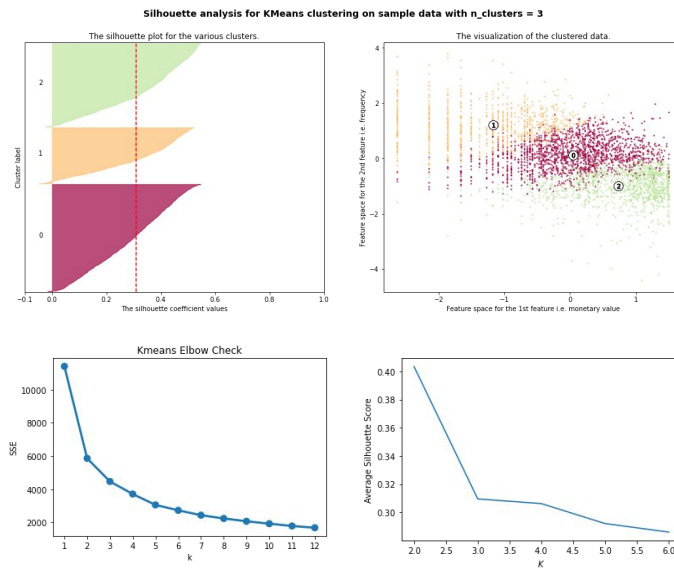 Silhouette analysis for KMeans clustering on sample data with n_clusters = 3
The silhouette plot for the various clusters.
Cluster label
2
1
0
−0.1 0.0 0.2 0.4 0.6 0.8 1.0
The silhouette coefficient values
The visualization of the clustered data.
Feature space for the 2nd feature i.e. frequency
4
2
0
−2
−4
1
0
2
−2 −1 0 1
Feature space for the 1st feature i.e. monetary value
Kmeans Elbow Check
SSE
10000
8000
6000
4000
2000
1 2 3 4 5 6 7 8 9 10 11 12
k
Average Silhouette Score
0.40
0.38
0.36
0.34
0.32
0.30
2.0 2.5 3.0 3.5 4.0 4.5 5.0 5.5 6.0
K